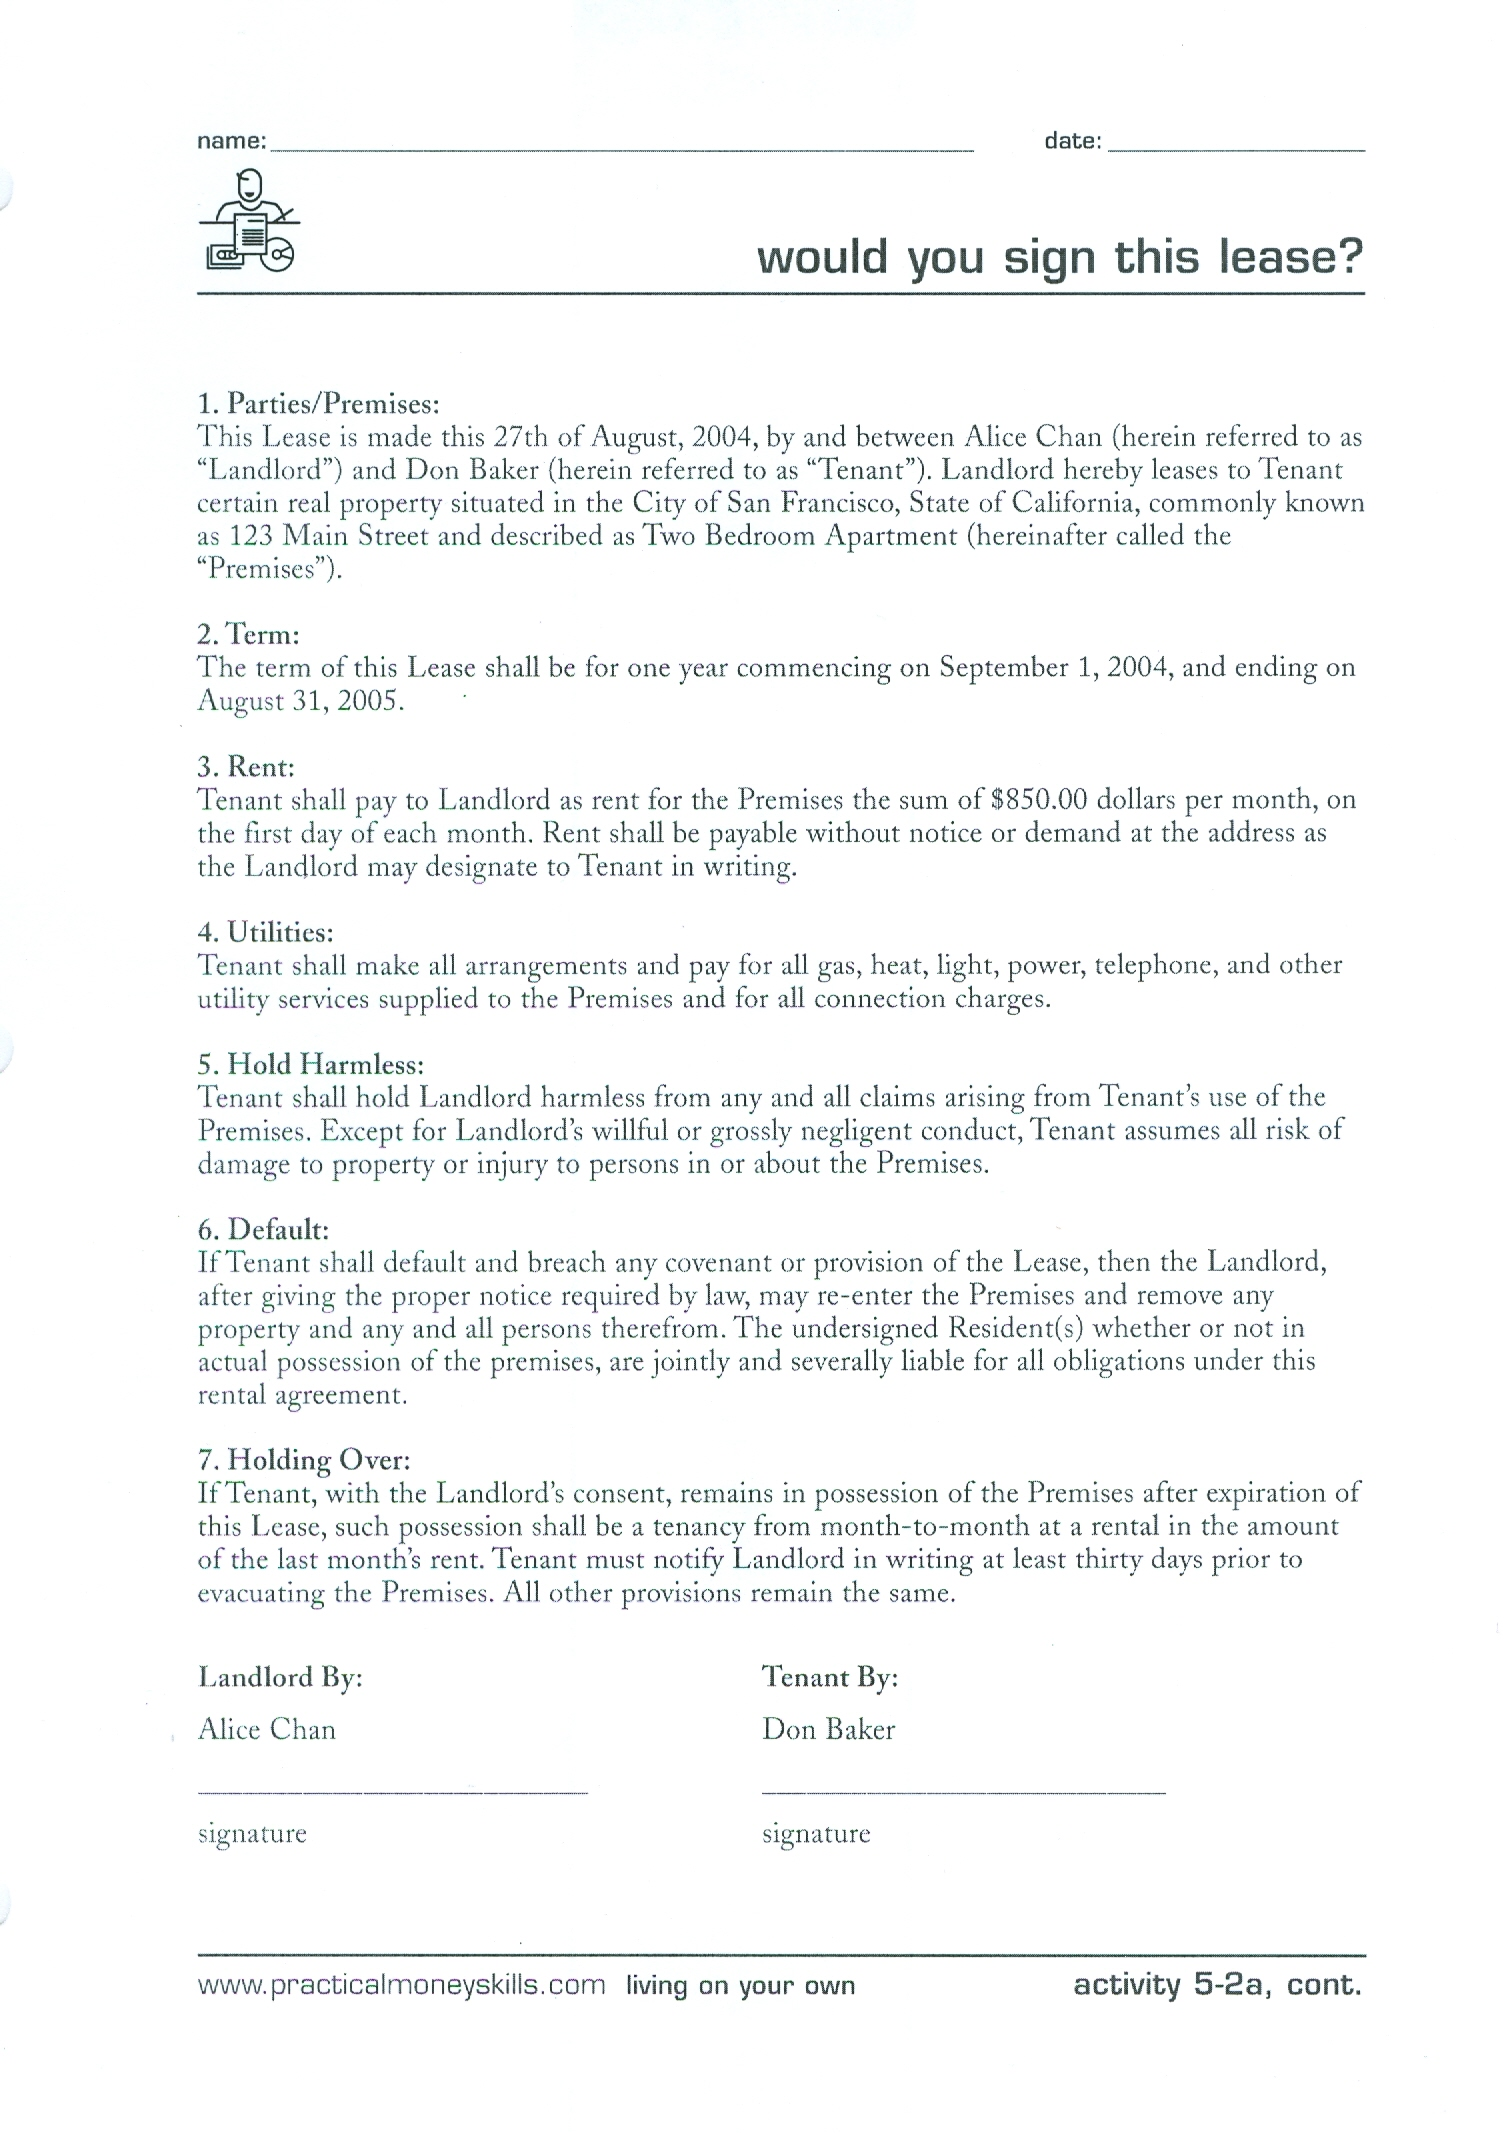 name: date:
would you sign this lease?
1. Parties/Premises:
This Lease is made this 27th of August, 2004, by and between Alice Chan (herein referred to as
“Landlord”) and Don Baker (herein referred to as “Tenant”). Landlord hereby leases to Tenant
certain real property situated in the City of San Francisco, State of California, commonly known
as 123 Main Street and described as Two Bedroom Apartment (hereinafter called the
“Premises”).
2. Term:
The term of this Lease shall be for one year commencing on September 1, 2004, and ending on
August 31, 2005.
3. Rent:
Tenant shall pay to Landlord as rent for the Premises the sum of $850.00 dollars per month, on
the first day of each month. Rent shall be payable without notice or demand at the address as
the Landlord may designate to Tenant in writing.
4. Utilities:
Tenant shall make all arrangements and pay for all gas, heat, light, power, telephone, and other
utility services supplied to the Premises and for all connection charges.
5. Hold Harmless:
Tenant shall hold Landlord harmless from any and all claims arising from Tenant’s use of the
Premises. Except for Landlord’s willful or grossly negligent conduct, Tenant assumes all risk of
damage to property or injury to persons in or about the Premises.
6. Default:
If Tenant shall default and breach any covenant or provision of the Lease, then the Landlord,
after giving the proper notice required by law, may re-enter the Premises and remove any
property and any and all persons therefrom. The undersigned Resident(s) whether or not in
actual possession of the premises, are jointly and severally liable for all obligations under this
rental agreement.
7. Holding Over:
If Tenant, with the Landlord’s consent, remains in possession of the Premises after expiration of
this Lease, such possession shall be a tenancy from month-to-month at a rental in the amount
of the last month’s rent. Tenant must notify Landlord in writing at least thirty days prior to
evacuating the Premises. All other provisions remain the same.
Landlord By: Tenant By:
Alice Chan Don Baker
signature signature
www.practicalmoneyskills.com living on your own activity 5-2a, cont.